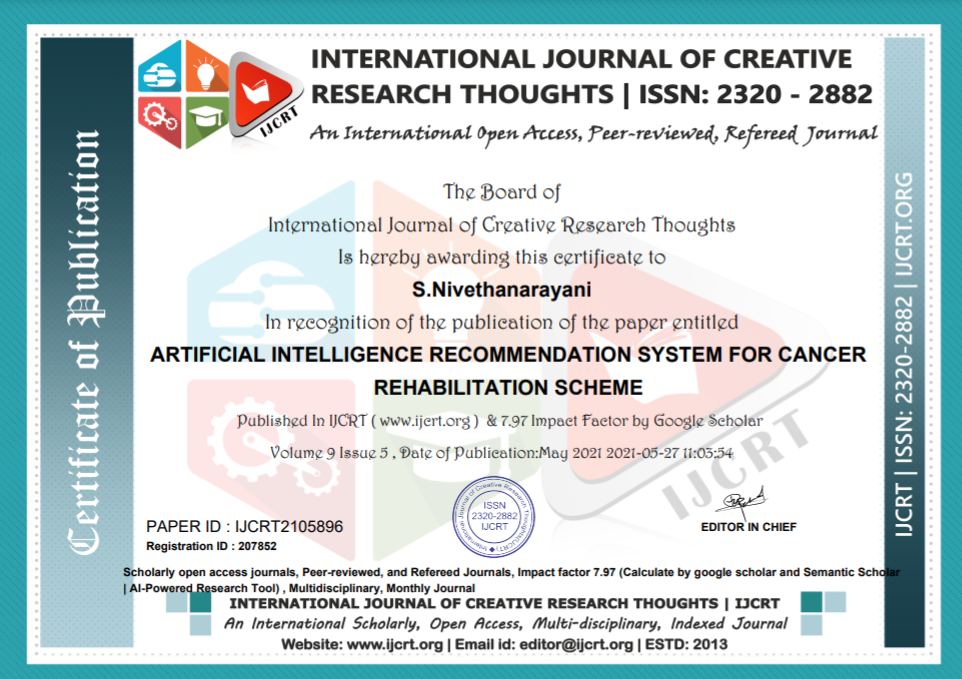 Certificate of Publication
IJCRT
INTERNATIONAL JOURNAL OF CREATIVE
RESEARCH THOUGHTS | ISSN: 2320 - 2882
An International Open Access, Peer-reviewed, Refereed Journal
The Board of
International Journal of Creative Research Thoughts
Is hereby awarding this certificate to
S.Nivethanarayani
In recognition of the publication of the paper entitled
ARTIFICIAL INTELLIGENCE RECOMMENDATION SYSTEM FOR CANCER
REHABILITATION SCHEME
Published In IJCRT ( www.ijcrt.org ) & 7.97 Impact Factor by Google Scholar
Volume 9 Issue 5 , Date of Publication:May 2021 2021-05-27 11:03:54
IJCRT
PAPER ID : IJCRT2105896
Registration ID : 207852
International Journal of Creative Research Thoughts (IJCRT)
ISSN
2320-2882
IJCRT
EDITOR IN CHIEF
Scholarly open access journals, Peer-reviewed, and Refereed Journals, Impact factor 7.97 (Calculate by google scholar and Semantic Scholar
| AI-Powered Research Tool) , Multidisciplinary, Monthly Journal
INTERNATIONAL JOURNAL OF CREATIVE RESEARCH THOUGHTS | IJCRT
An International Scholarly, Open Access, Multi-disciplinary, Indexed Journal
Website: www.ijcrt.org | Email id: editor@ijcrt.org | ESTD: 2013
IJCRT | ISSN: 2320-2882 | IJCRT.ORG